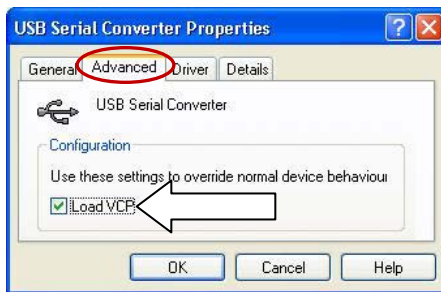 USB Serial Converter Properties
General Advanced Driver Details
USB Serial Converter
Configuration
Use these settings to override normal device behaviour
Load VCP
OK Cancel Help